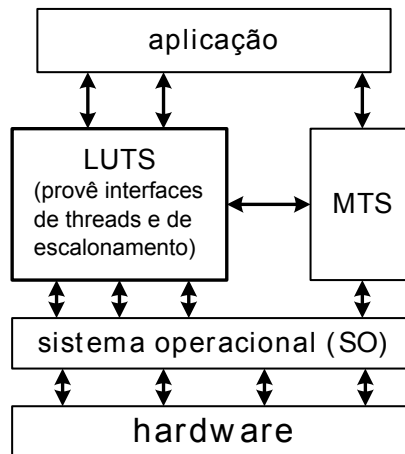 aplicação
LUTS
(provê interfaces
de threads e de
escalonamento)
MTS
sistema operacional (SO)
hardware